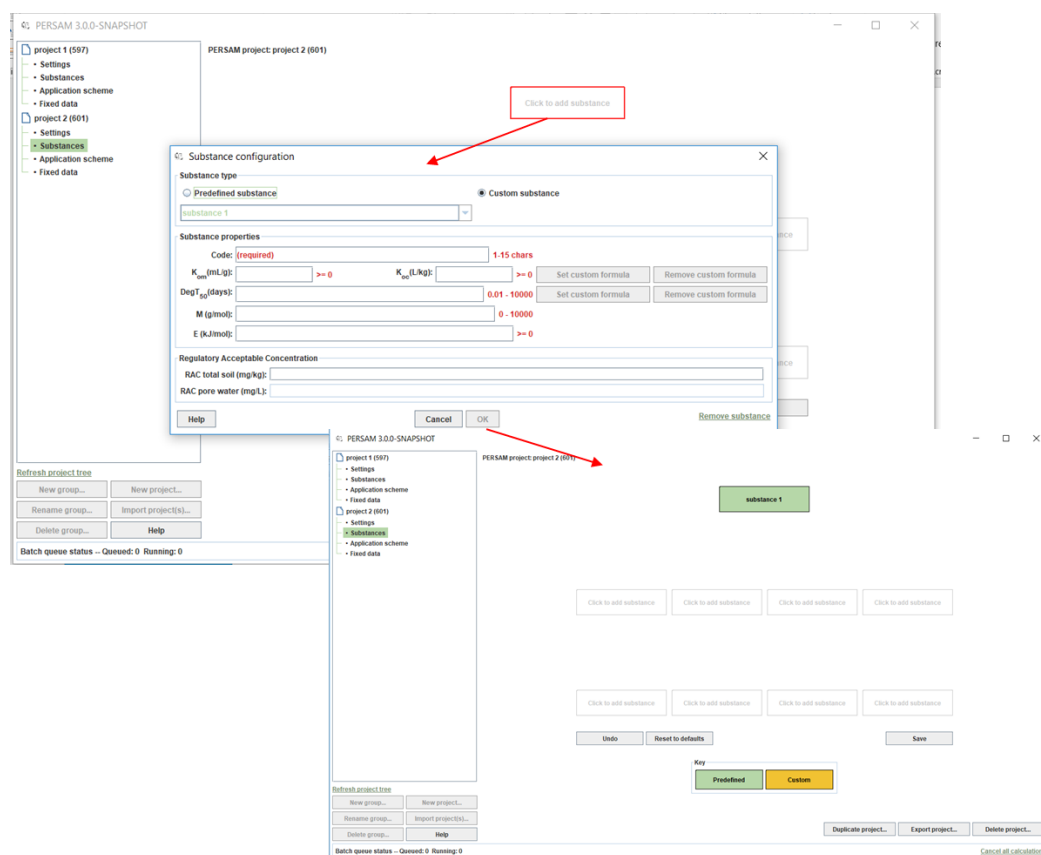 PERSAM 3.0.0-SNAPSHOT
project 1 (597)
• Settings
• Substances
• Application scheme
• Fixed data
project 2 (601)
• Settings
• Substances
• Application scheme
• Fixed data
PERSAM project: project 2 (601)
Click to add substance
Substance configuration
Substance type
Predefined substance
Custom substance
substance 1
Substance properties
Code: (required) 1-15 chars
Kom(mL/g): >= 0 Koc(L/kg): >= 0 Set custom formula Remove custom formula
DegT50(days): 0.01 - 10000 Set custom formula Remove custom formula
M (g/mol): 0 - 10000
E (kJ/mol): >= 0
Regulatory Acceptable Concentration
RAC total soil (mg/kg):
RAC pore water (mg/L):
Help Cancel OK Remove substance
Refresh project tree
New group... New project...
Rename group... Import project(s)...
Delete group... Help
Batch queue status -- Queued: 0 Running: 0
PERSAM 3.0.0-SNAPSHOT
project 1 (597)
• Settings
• Substances
• Application scheme
• Fixed data
project 2 (601)
• Settings
• Substances
• Application scheme
• Fixed data
PERSAM project: project 2 (601)
substance 1
Click to add substance Click to add substance Click to add substance Click to add substance
Click to add substance Click to add substance Click to add substance Click to add substance
Undo Reset to defaults Save
Key
Predefined Custom
Refresh project tree
New group... New project...
Rename group... Import project(s)...
Delete group... Help
Duplicate project... Export project... Delete project...
Batch queue status -- Queued: 0 Running: 0
Cancel all calculation